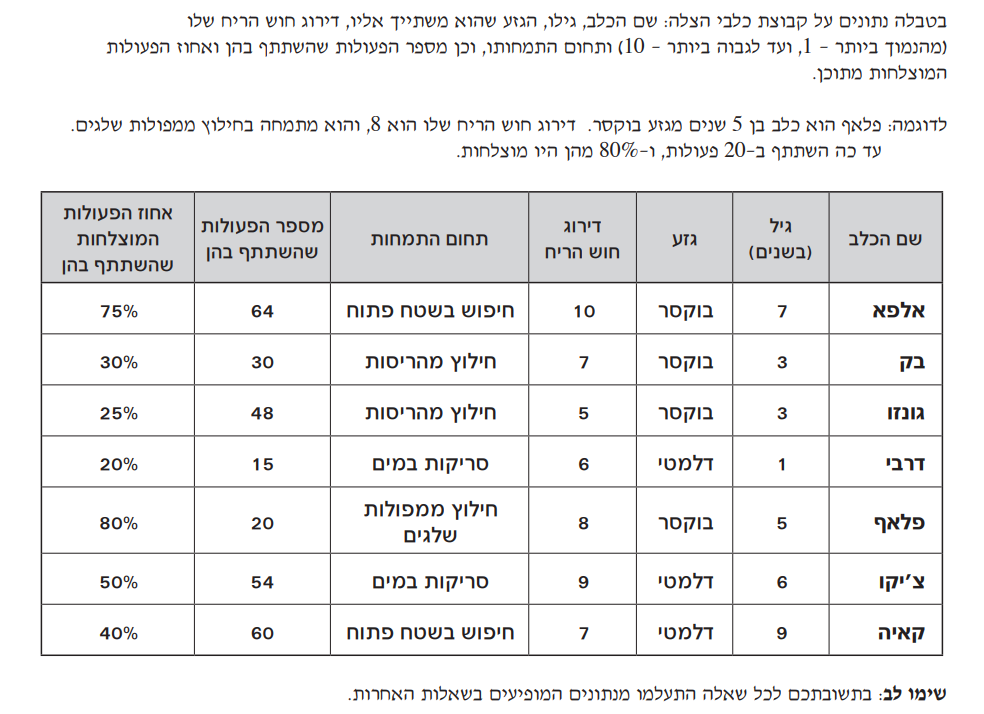 בטבלה נתונים על קבוצת כלבי הצלה: שם הכלב, גילו, הגזע שהוא משתייך אליו, דירוג חוש הריח שלו
(מהנמוך ביותר - 1, ועד לגבוה ביותר - 10) ותחום התמחותו, וכן מספר הפעולות שהשתתף בהן ואחוז הפעולות
המוצלחות מתוכן.
לדוגמה: פלאף הוא כלב בן 5 שנים מגזע בוקסר. דירוג חוש הריח שלו הוא 8, והוא מתמחה בחילוץ ממפולות שלגים.
עד כה השתתף ב-20 פעולות, ו-80% מהן היו מוצלחות.
שם הכלב גיל (בשנים) גזע דירוג חוש הריח תחום התמחות מספר הפעולות שהשתתף בהן אחוז הפעולות המוצלחות שהשתתף בהן
אלפא 7 בוקסר 10 חיפוש בשטח פתוח 64 75%
בק 3 בוקסר 7 חילוץ מהריסות 30 30%
גונזו 3 בוקסר 5 חילוץ מהריסות 48 25%
דרבי 1 דלמטי 6 סריקות במים 15 20%
פלאף 5 בוקסר 8 חילוץ ממפולות שלגים 20 80%
צ'יקו 6 דלמטי 9 סריקות במים 54 50%
קאיה 9 דלמטי 7 חיפוש בשטח פתוח 60 40%
שימו לב: בתשובתכם לכל שאלה התעלמו מנתונים המופיעים בשאלות האחרות.